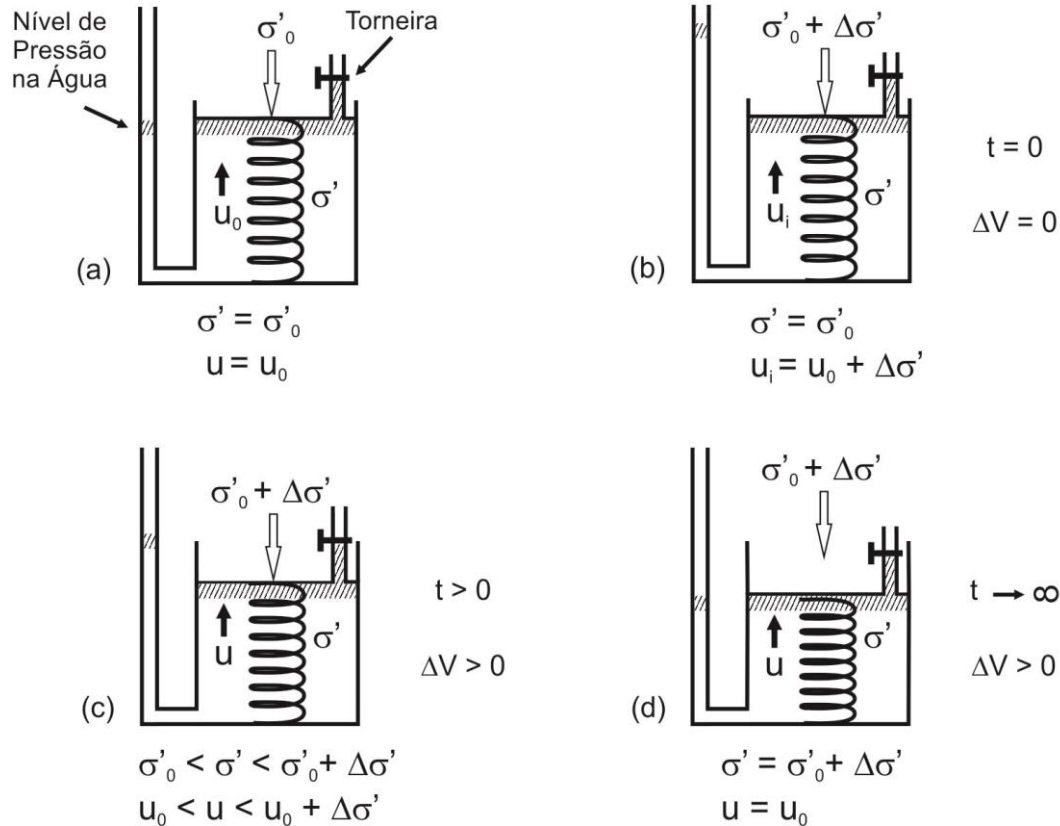 Nível de
Pressão
na Água
σ'₀
Torneira
u₀
σ'
(a)
σ' = σ'₀
u = u₀
σ'₀ + Δσ'
uᵢ
σ'
t = 0
ΔV = 0
(b)
σ' = σ'₀
uᵢ = u₀ + Δσ'
σ'₀ + Δσ'
u
σ'
t > 0
ΔV > 0
(c)
σ'₀ < σ' < σ'₀ + Δσ'
u₀ < u < u₀ + Δσ'
σ'₀ + Δσ'
u
σ'
t → ∞
ΔV > 0
(d)
σ' = σ'₀ + Δσ'
u = u₀